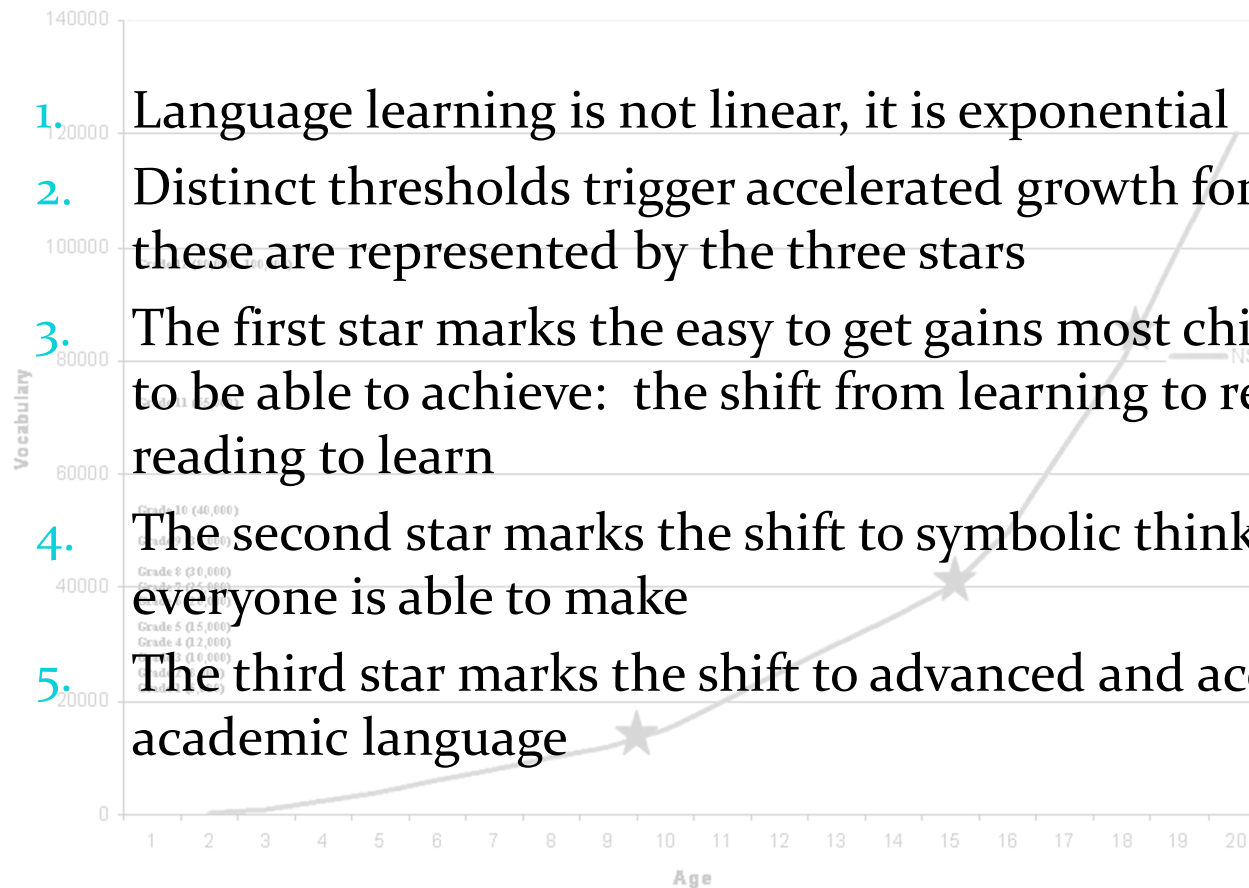 140000
1. Language learning is not linear, it is exponential
120000
2. Distinct thresholds trigger accelerated growth for
100000
these are represented by the three stars
3. The first star marks the easy to get gains most chi
80000
to be able to achieve: the shift from learning to re
reading to learn
60000
Vocabulary
Grade 10 (40,000)
4. The second star marks the shift to symbolic think
Grade 8 (30,000)
40000
everyone is able to make
Grade 5 (15,000)
Grade 4 (12,000)
(10,000)
5. The third star marks the shift to advanced and acc
20000
academic language
0
1 2 3 4 5 6 7 8 9 10 11 12 13 14 15 16 17 18 19 20
Age